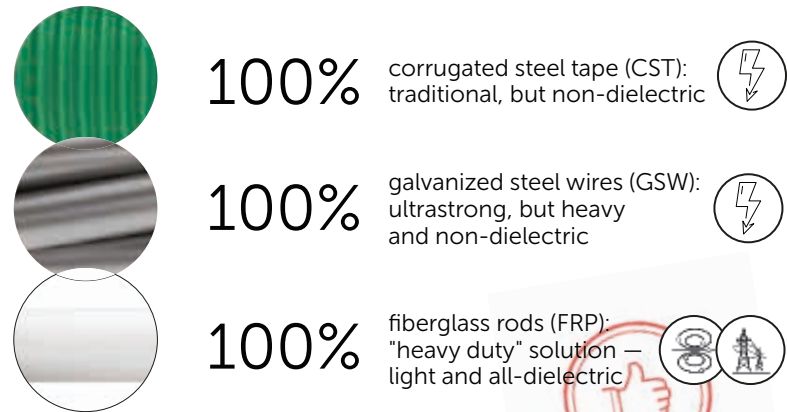 100%
corrugated steel tape (CST):
traditional, but non-dielectric
100%
galvanized steel wires (GSW):
ultrastrong, but heavy
and non-dielectric
100%
fiberglass rods (FRP):
"heavy duty" solution —
light and all-dielectric